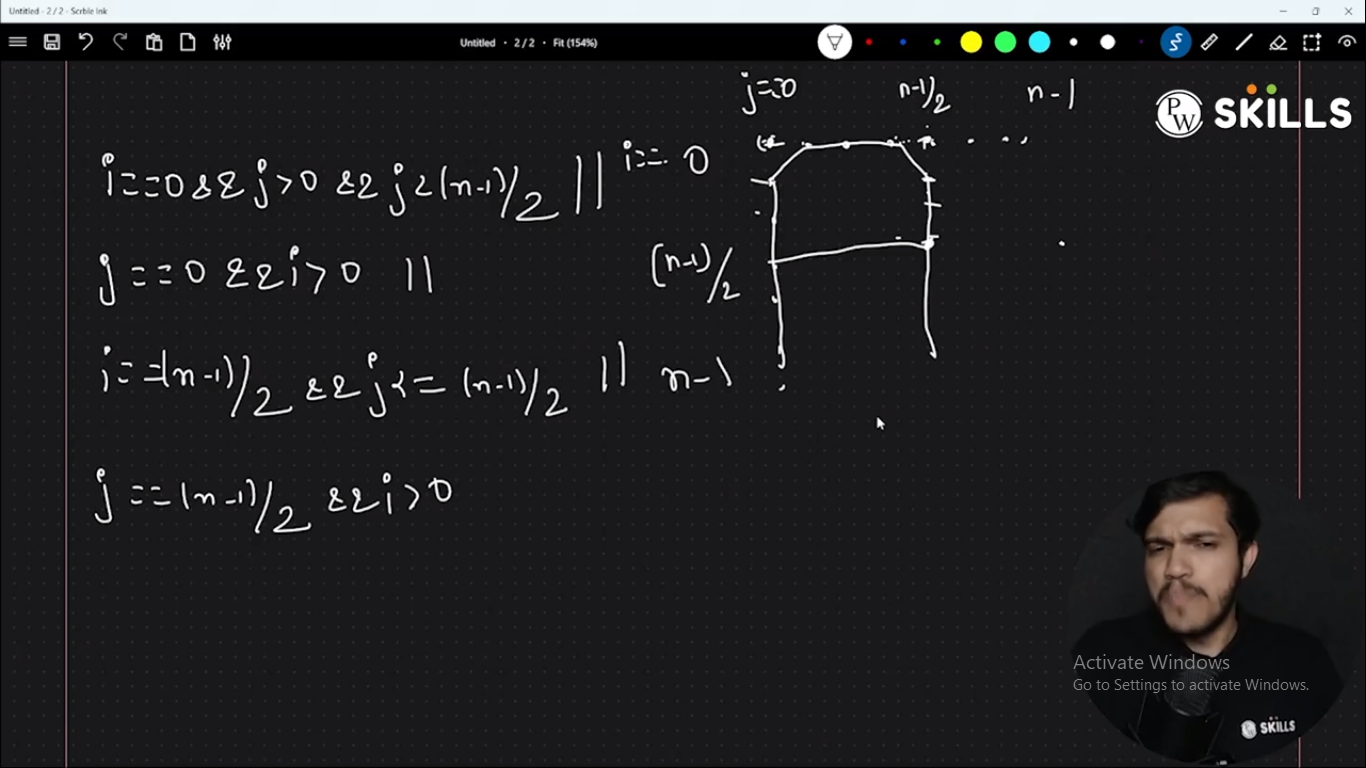 Untitled - 2 / 2 - Scrble Ink
Untitled • 2 / 2 • Fit (154%)
j==0 n-1/2 n-1
PW SKILLS
i==0 && j>0 && j<(n-1)/2 || i==0
j==0 && i>0 || (n-1)/2
i==(n-1)/2 && j<=(n-1)/2 || n-1
j==(n-1)/2 && i>0
Activate Windows
Go to Settings to activate Windows.
SKILLS